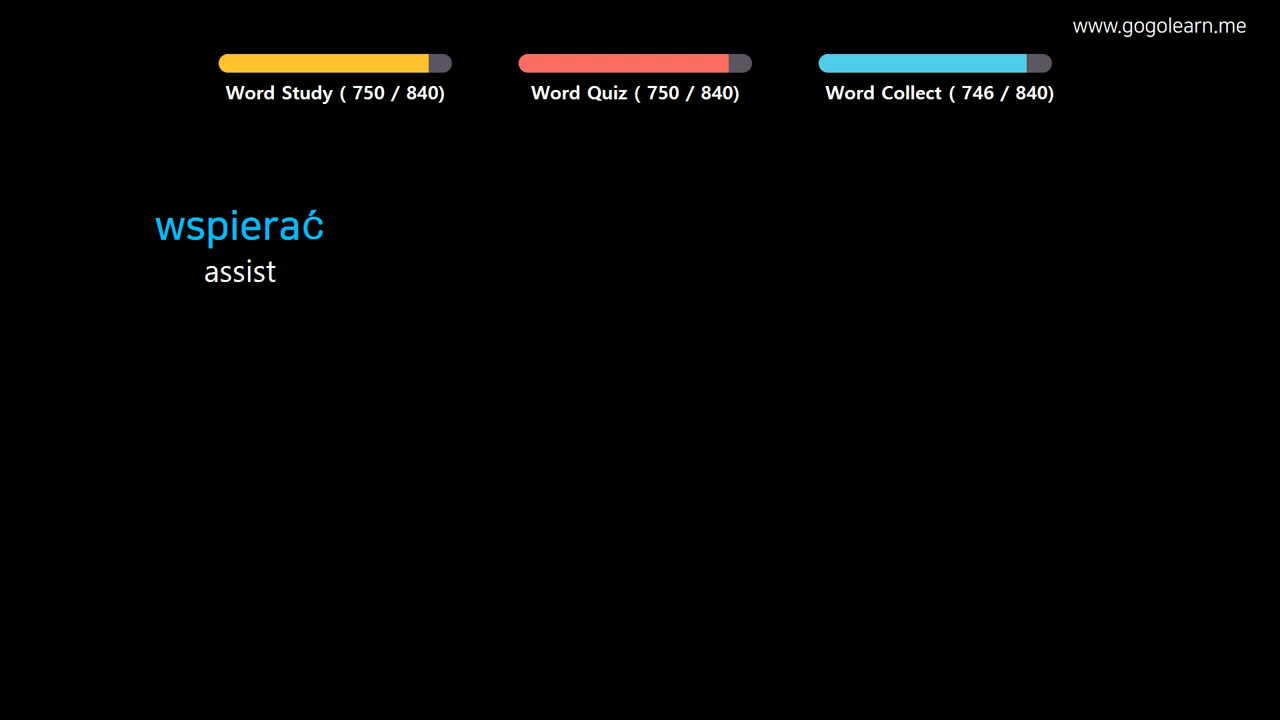 www.gogolearn.me
Word Study ( 750 / 840)
Word Quiz ( 750 / 840)
Word Collect ( 746 / 840)
wspierać
assist